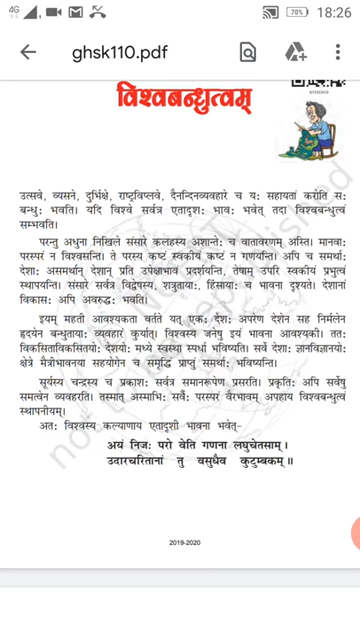 4G 70% 18:26
ghsk110.pdf
विश्वबन्धुत्वम्
उत्सवे, व्यसने, दुर्भिक्षे, राष्ट्रविप्लवे, दैनन्दिनव्यवहारे च यः सहायतां करोति सः
बन्धुः भवति। यदि विश्वे सर्वत्र एतादृशः भावः भवेत् तदा विश्वबन्धुत्वं
सम्भवति।
परन्तु अधुना निखिले संसारे कलहस्य अशान्तेः च वातावरणम् अस्ति। मानवाः
परस्परं न विश्वसन्ति। ते परस्य कष्टं स्वकीयं कष्टं न गणयन्ति। अपि च समर्थाः
देशाः असमर्थान् देशान् प्रति उपेक्षाभावं प्रदर्शयन्ति, तेषाम् उपरि स्वकीयं प्रभुत्वं
स्थापयन्ति। संसारे सर्वत्र विद्वेषस्य, शत्रुतायाः, हिंसायाः च भावना दृश्यते। देशानां
विकासः अपि अवरुद्धः भवति।
इयम् महती आवश्यकता वर्तते यत् एकः देशः अपरेण देशेन सह निर्मलेन
हृदयेन बन्धुतायाः व्यवहारं कुर्यात्। विश्वस्य जनेषु इयं भावना आवश्यकी। ततः
विकसिताविकसितयोः देशयोः मध्ये स्वस्था स्पर्धा भविष्यति। सर्वे देशाः ज्ञानविज्ञानयोः
क्षेत्रे मैत्रीभावनया सहयोगेन च समृद्धिं प्राप्तुं समर्थाः भविष्यन्ति।
सूर्यस्य चन्द्रस्य च प्रकाशः सर्वत्र समानरूपेण प्रसरति। प्रकृतिः अपि सर्वेषु
समत्वेन व्यवहरति। तस्मात् अस्माभिः सर्वैः परस्परं वैरभावम् अपहाय विश्वबन्धुत्वं
स्थापनीयम्।
अतः विश्वस्य कल्याणाय एतादृशी भावना भवेत्-
अयं निजः परो वेति गणना लघुचेतसाम्।
उदारचरितानां तु वसुधैव कुटुम्बकम्॥
2019-2020